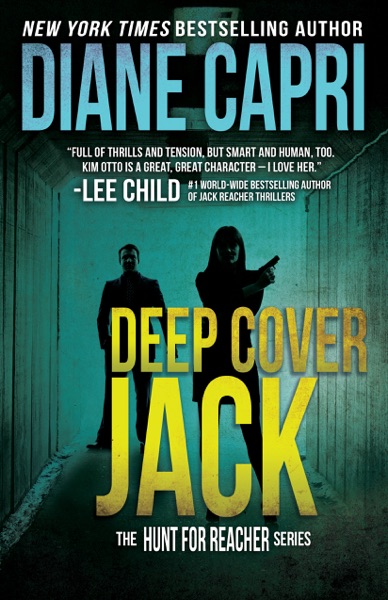 NEW YORK TIMES BESTSELLING AUTHOR
DIANE CAPRI
"FULL OF THRILLS AND TENSION, BUT SMART AND HUMAN, TOO.
KIM OTTO IS A GREAT, GREAT CHARACTER – I LOVE HER."
-LEE CHILD #1 WORLD-WIDE BESTSELLING AUTHOR
OF JACK REACHER THRILLERS
DEEP COVER
JACK
THE HUNT FOR REACHER SERIES